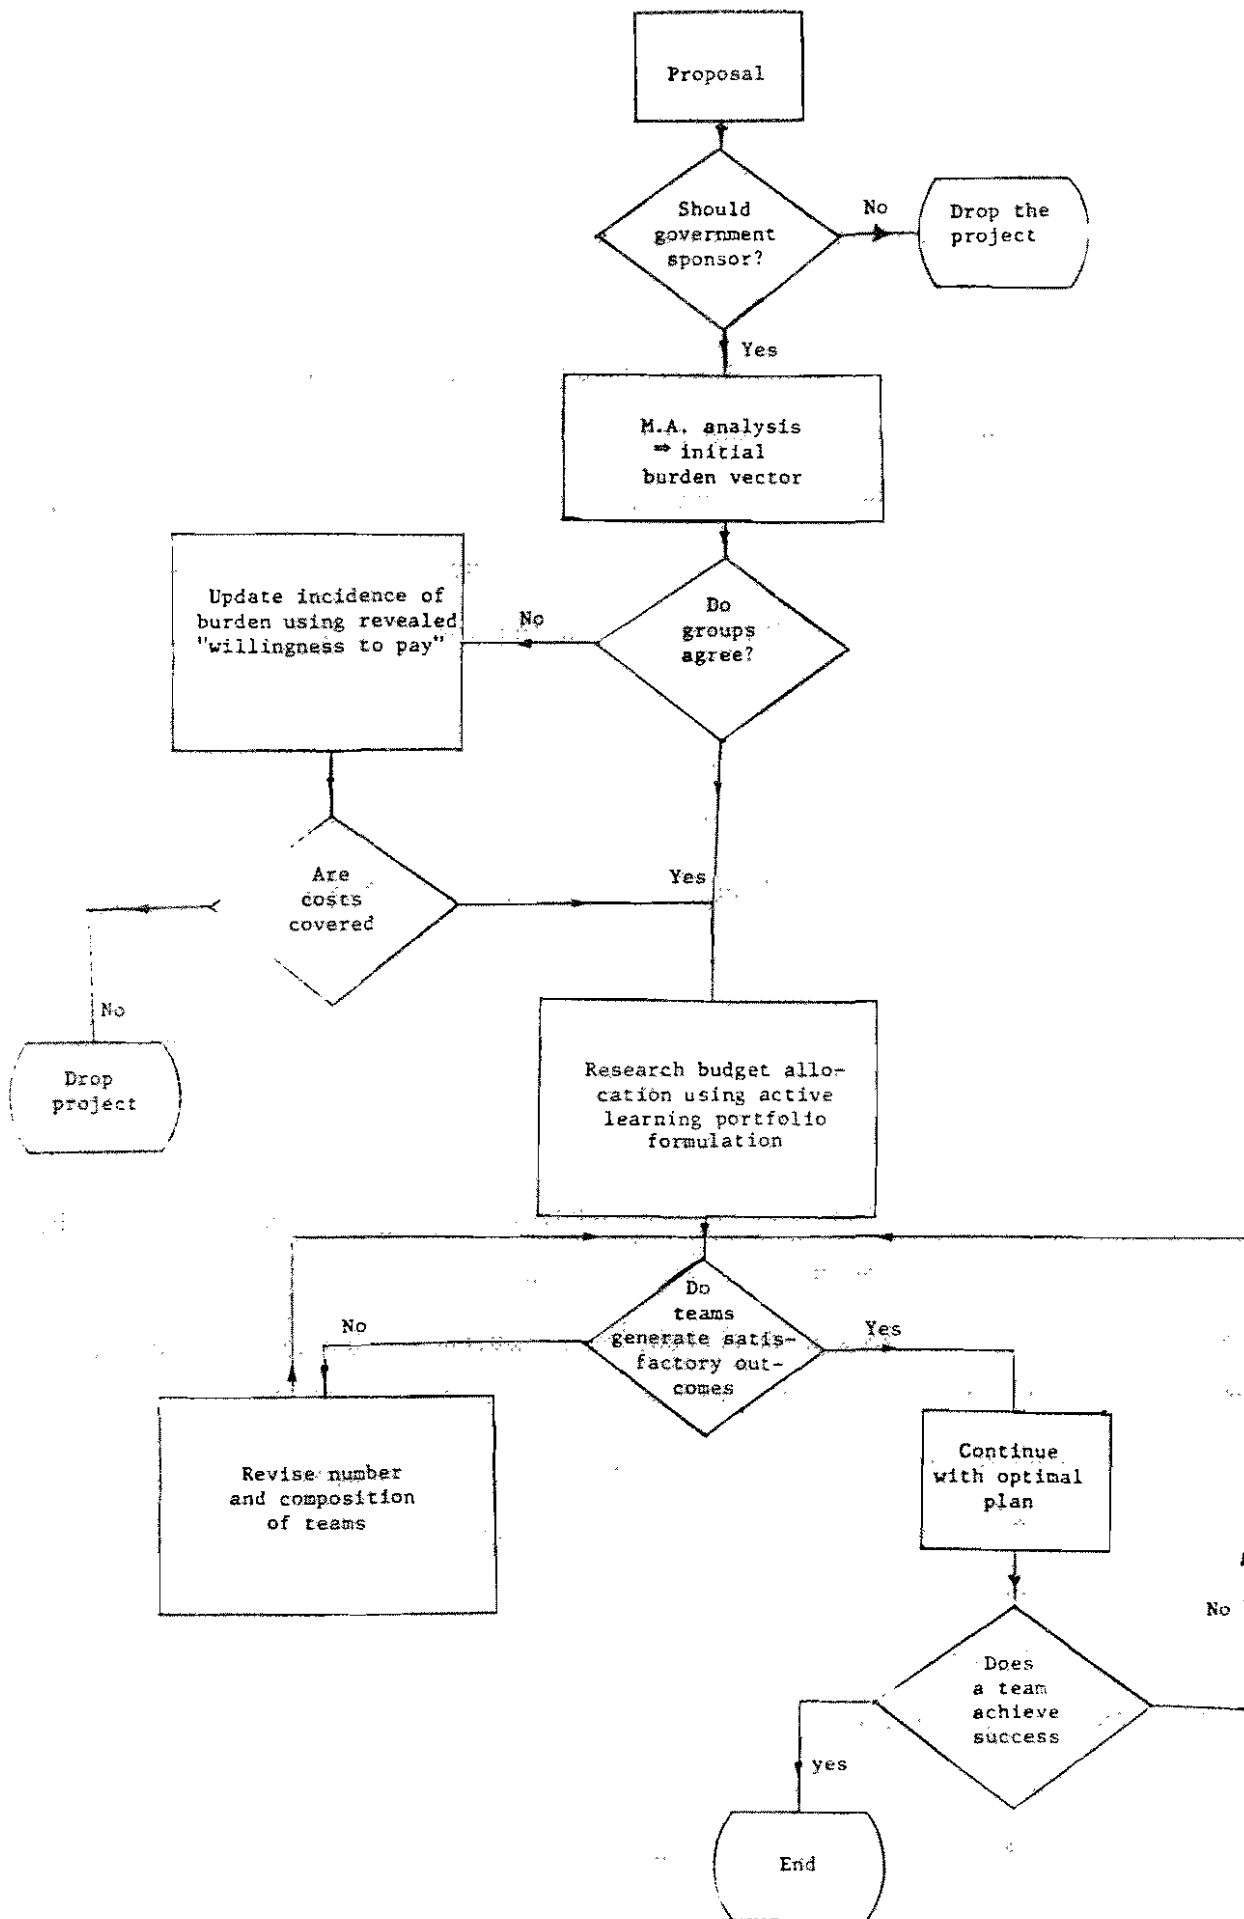 Proposal
Should
government
sponsor?
No
Drop the
project
Yes
M.A. analysis
⇒ initial
burden vector
Do
groups
agree?
No
Update incidence of
burden using revealed
"willingness to pay"
Yes
Are
costs
covered
No
Drop
project
Research budget allo-
cation using active
learning portfolio
formulation
Do
teams
generate satis-
factory out-
comes
No
Yes
Revise number
and composition
of teams
Continue
with optimal
plan
No
Does
a team
achieve
success
yes
End